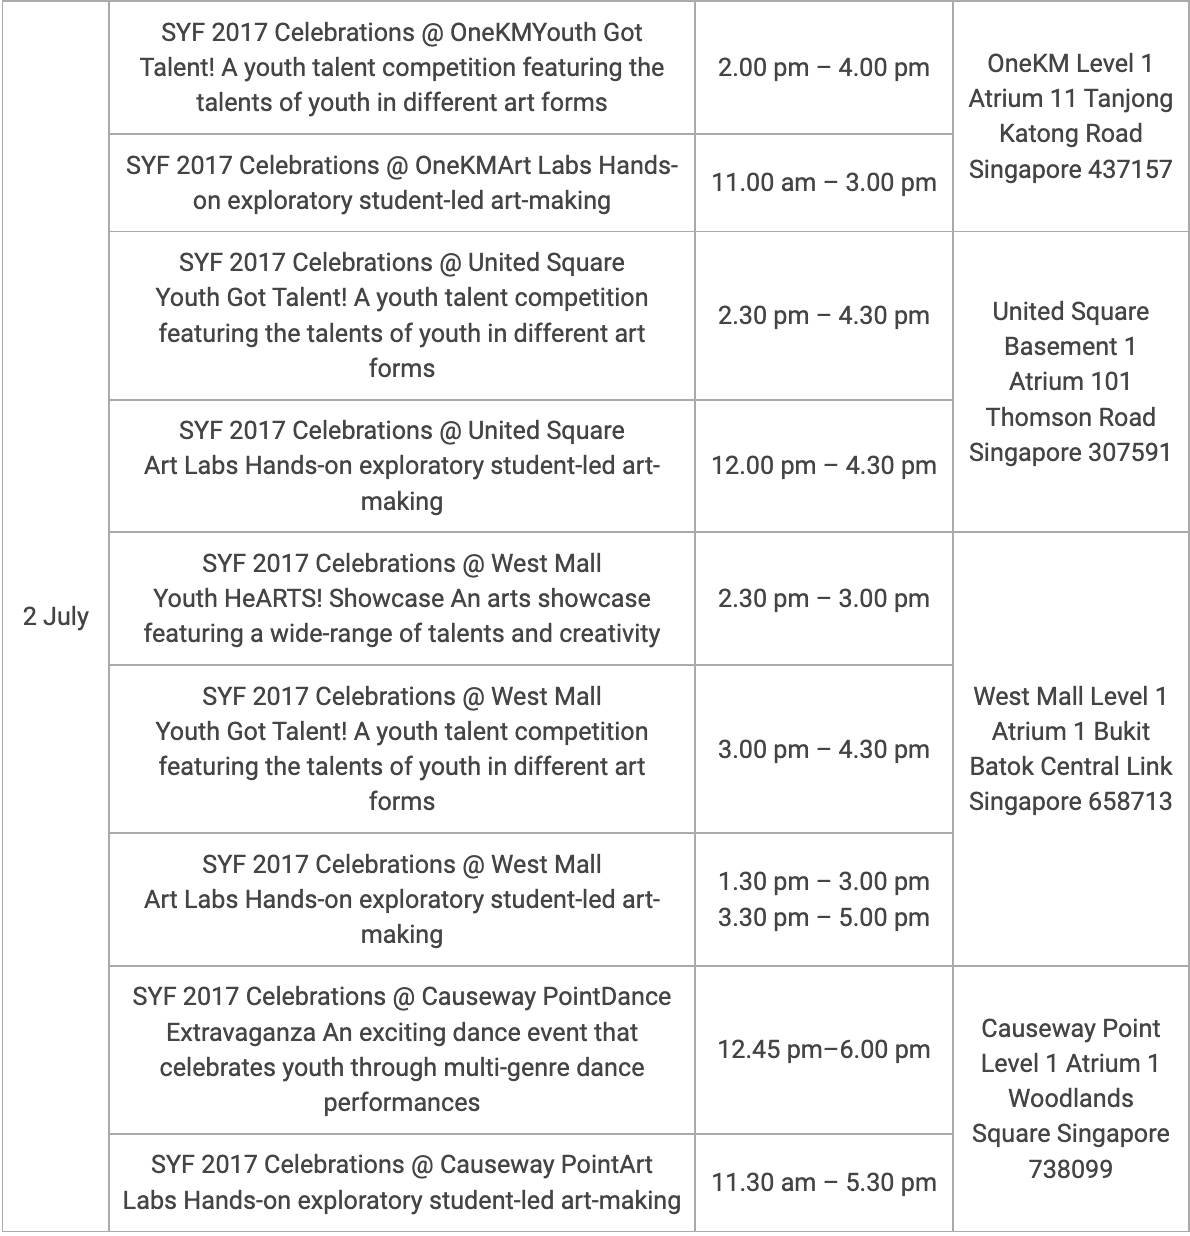 2 July
SYF 2017 Celebrations @ OneKMYouth Got
Talent! A youth talent competition featuring the
talents of youth in different art forms
2.00 pm – 4.00 pm
OneKM Level 1
Atrium 11 Tanjong
Katong Road
Singapore 437157
SYF 2017 Celebrations @ OneKMArt Labs Hands-
on exploratory student-led art-making
11.00 am – 3.00 pm
SYF 2017 Celebrations @ United Square
Youth Got Talent! A youth talent competition
featuring the talents of youth in different art
forms
2.30 pm – 4.30 pm
United Square
Basement 1
Atrium 101
Thomson Road
Singapore 307591
SYF 2017 Celebrations @ United Square
Art Labs Hands-on exploratory student-led art-
making
12.00 pm – 4.30 pm
SYF 2017 Celebrations @ West Mall
Youth HeARTS! Showcase An arts showcase
featuring a wide-range of talents and creativity
2.30 pm – 3.00 pm
West Mall Level 1
Atrium 1 Bukit
Batok Central Link
Singapore 658713
SYF 2017 Celebrations @ West Mall
Youth Got Talent! A youth talent competition
featuring the talents of youth in different art
forms
3.00 pm – 4.30 pm
SYF 2017 Celebrations @ West Mall
Art Labs Hands-on exploratory student-led art-
making
1.30 pm – 3.00 pm
3.30 pm – 5.00 pm
SYF 2017 Celebrations @ Causeway PointDance
Extravaganza An exciting dance event that
celebrates youth through multi-genre dance
performances
12.45 pm–6.00 pm
Causeway Point
Level 1 Atrium 1
Woodlands
Square Singapore
738099
SYF 2017 Celebrations @ Causeway PointArt
Labs Hands-on exploratory student-led art-making
11.30 am – 5.30 pm